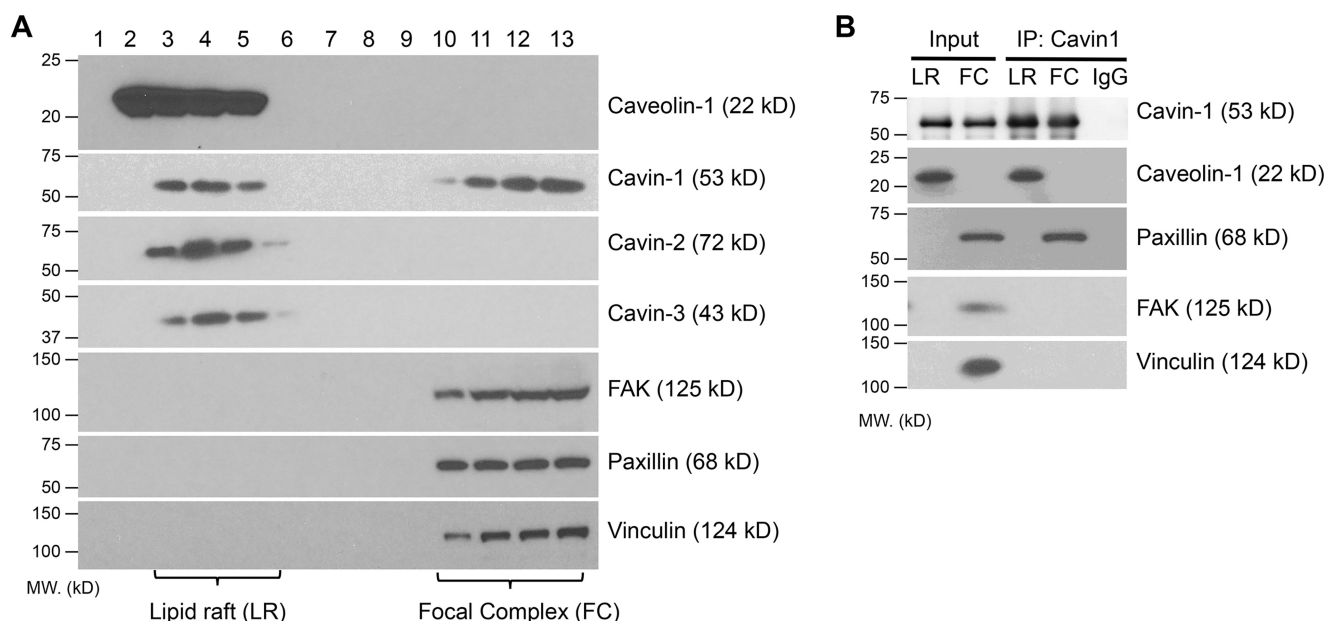 A
1 2 3 4 5 6 7 8 9 10 11 12 13
25
20
Caveolin-1 (22 kD)
75
50
Cavin-1 (53 kD)
75
50
Cavin-2 (72 kD)
50
37
Cavin-3 (43 kD)
150
100
FAK (125 kD)
75
50
Paxillin (68 kD)
150
100
Vinculin (124 kD)
MW. (kD)
Lipid raft (LR) Focal Complex (FC)
B
Input IP: Cavin1
LR FC LR FC IgG
75
50
Cavin-1 (53 kD)
25
20
Caveolin-1 (22 kD)
75
50
Paxillin (68 kD)
150
100
FAK (125 kD)
150
100
Vinculin (124 kD)
MW. (kD)